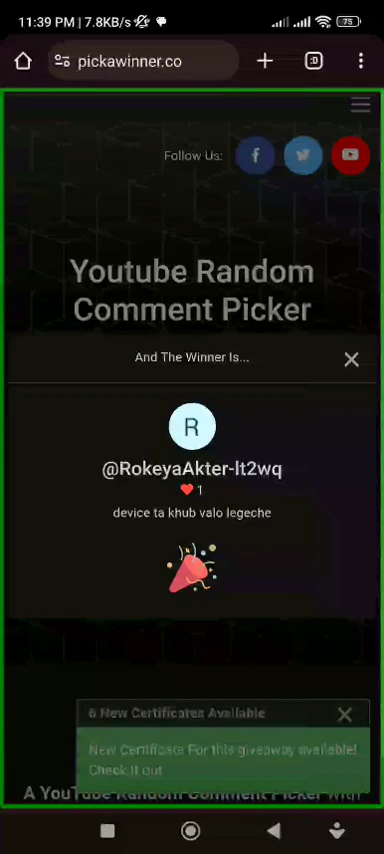 11:39 PM | 7.8KB/s
75
pickawinner.co
:D
Follow Us:
Youtube Random
Comment Picker
And The Winner Is...
R
@RokeyaAkter-lt2wq
1
device ta khub valo legeche
6 New Certificates Available
New Certificate For this giveaway available!
Check it out
A YouTube Random Comment Picker with